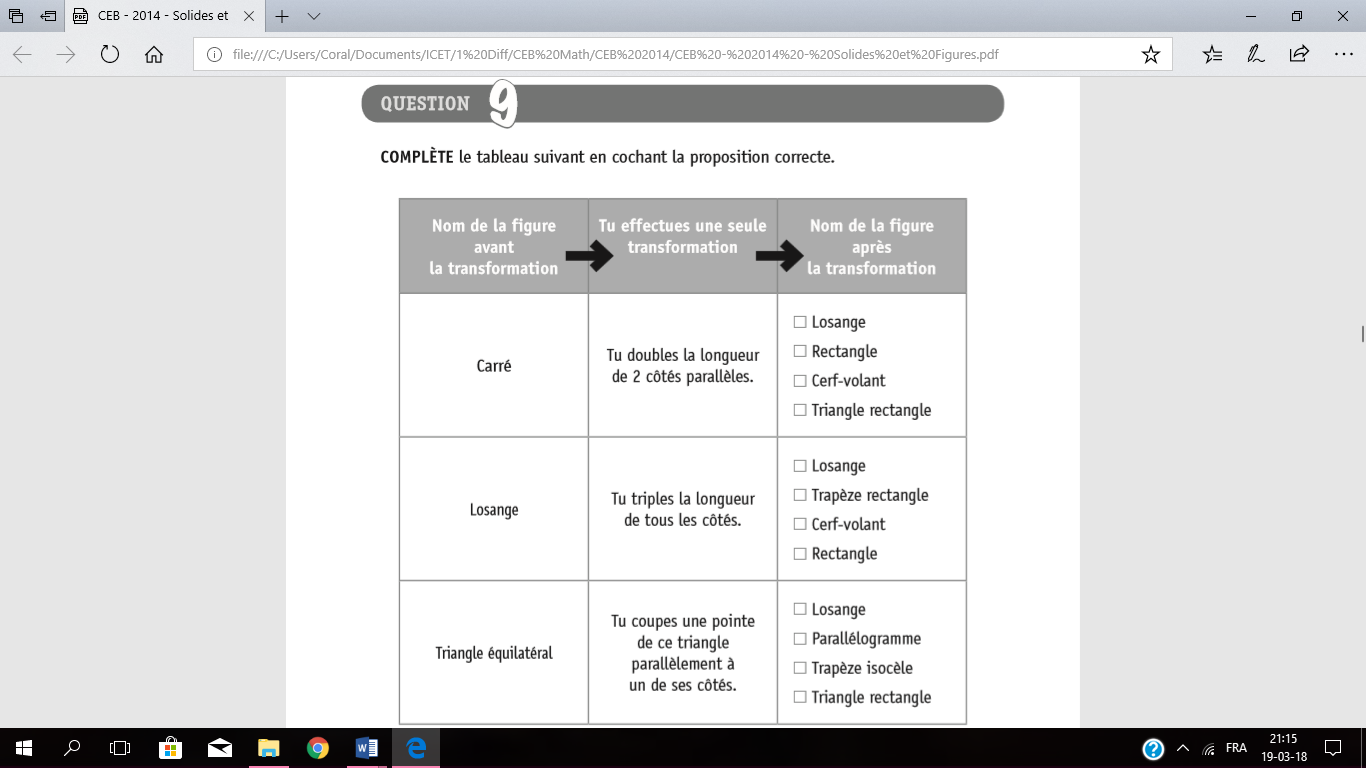 CEB - 2014 - Solides et
file:///C:/Users/Coral/Documents/ICET/1%20Diff/CEB%20Math/CEB%202014/CEB%20-%202014%20-%20Solides%20et%20Figures.pdf
QUESTION 9
COMPLÈTE le tableau suivant en cochant la proposition correcte.
Nom de la figure
avant
la transformation
Tu effectues une seule
transformation
Nom de la figure
après
la transformation
Carré
Tu doubles la longueur
de 2 côtés parallèles.
Losange
Rectangle
Cerf-volant
Triangle rectangle
Losange
Tu triples la longueur
de tous les côtés.
Losange
Trapèze rectangle
Cerf-volant
Rectangle
Triangle équilatéral
Tu coupes une pointe
de ce triangle
parallèlement à
un de ses côtés.
Losange
Parallélogramme
Trapèze isocèle
Triangle rectangle
FRA
21:15
19-03-18